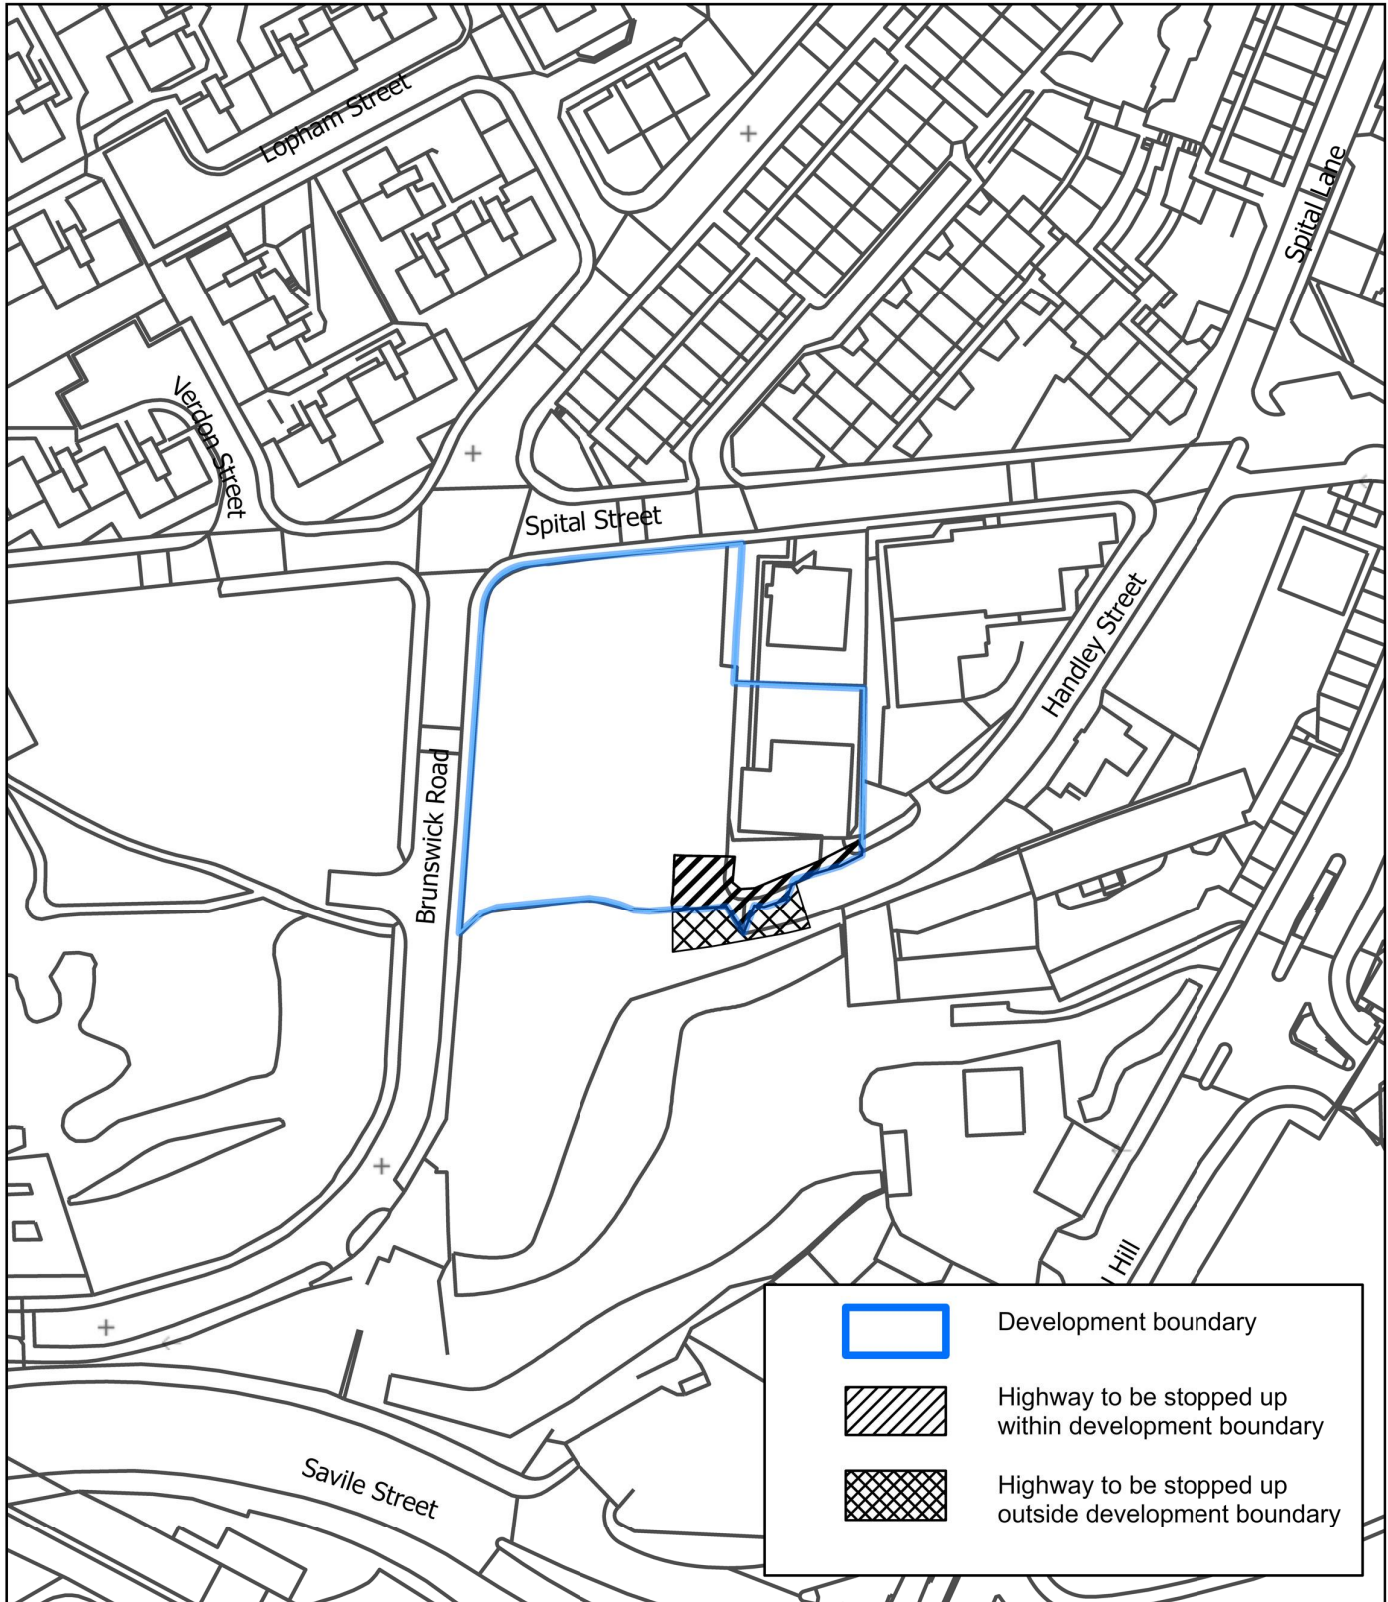 Lopham Street
Spital Lane
Verdon Street
Spital Street
Handley Street
Brunswick Road
Hill
Savile Street
Development boundary
Highway to be stopped up
within development boundary
Highway to be stopped up
outside development boundary